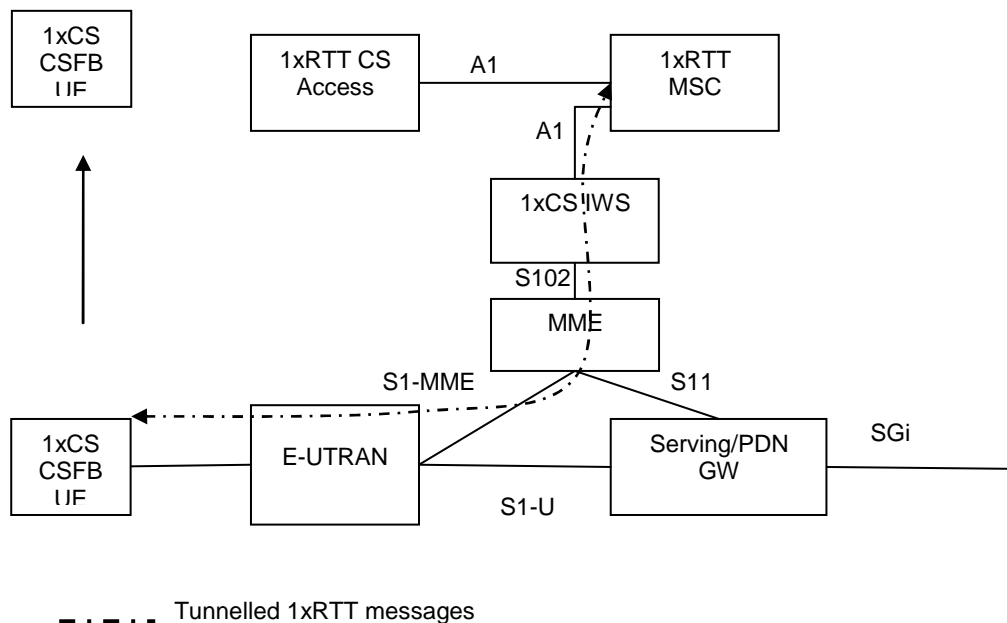 1xCS
CSFB
UE
1xRTT CS
Access
A1
1xRTT
MSC
A1
1xCS IWS
S102
MME
S1-MME
S11
1xCS
CSFB
UE
E-UTRAN
Serving/PDN
GW
SGi
S1-U
Tunnelled 1xRTT messages